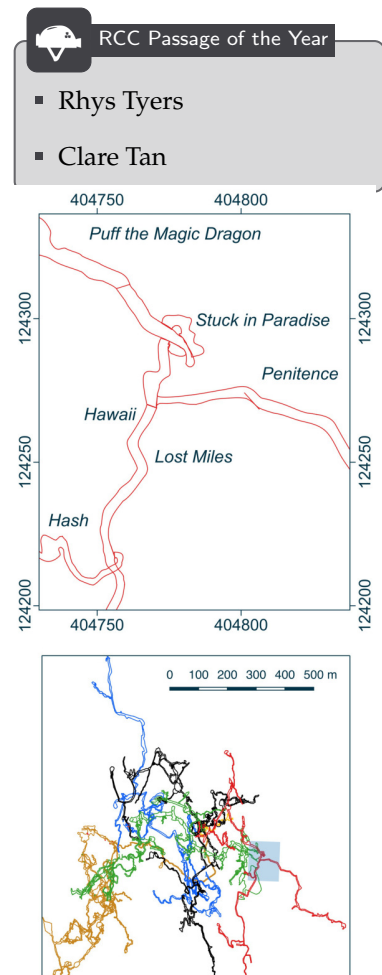 RCC Passage of the Year
▪ Rhys Tyers
▪ Clare Tan
404750 404800
Puff the Magic Dragon
124300 124300
Stuck in Paradise
Penitence
Hawaii
124250 124250
Lost Miles
Hash
124200 124200
404750 404800
0 100 200 300 400 500 m